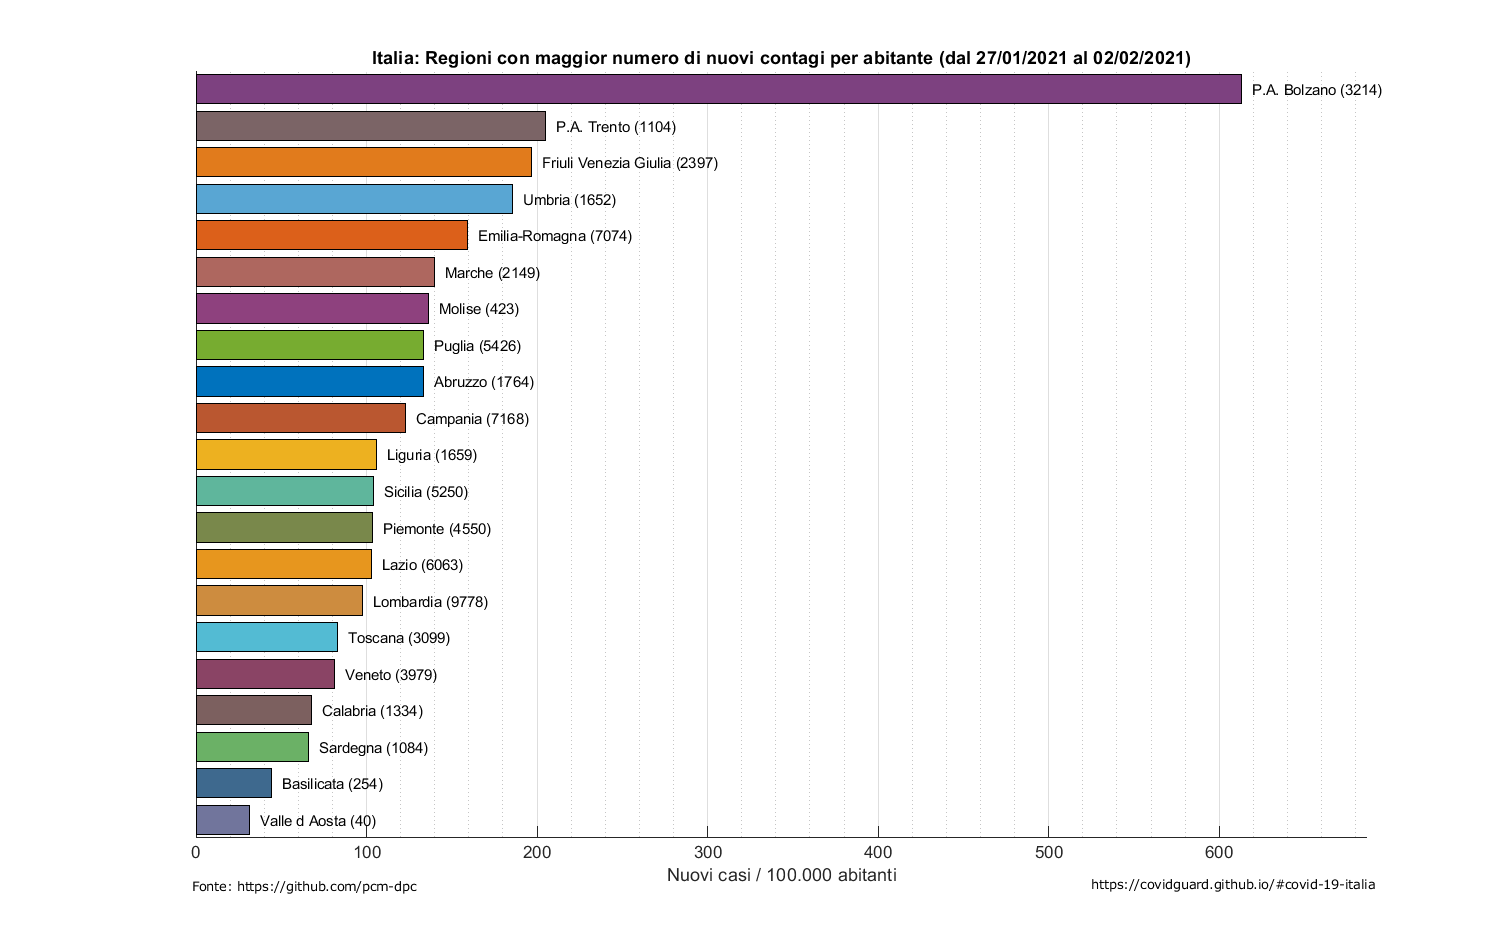 Italia: Regioni con maggior numero di nuovi contagi per abitante (dal 27/01/2021 al 02/02/2021)
P.A. Bolzano (3214)
P.A. Trento (1104)
Friuli Venezia Giulia (2397)
Umbria (1652)
Emilia-Romagna (7074)
Marche (2149)
Molise (423)
Puglia (5426)
Abruzzo (1764)
Campania (7168)
Liguria (1659)
Sicilia (5250)
Piemonte (4550)
Lazio (6063)
Lombardia (9778)
Toscana (3099)
Veneto (3979)
Calabria (1334)
Sardegna (1084)
Basilicata (254)
Valle d Aosta (40)
0 100 200 300 400 500 600
Nuovi casi / 100.000 abitanti
Fonte: https://github.com/pcm-dpc
https://covidguard.github.io/#covid-19-italia